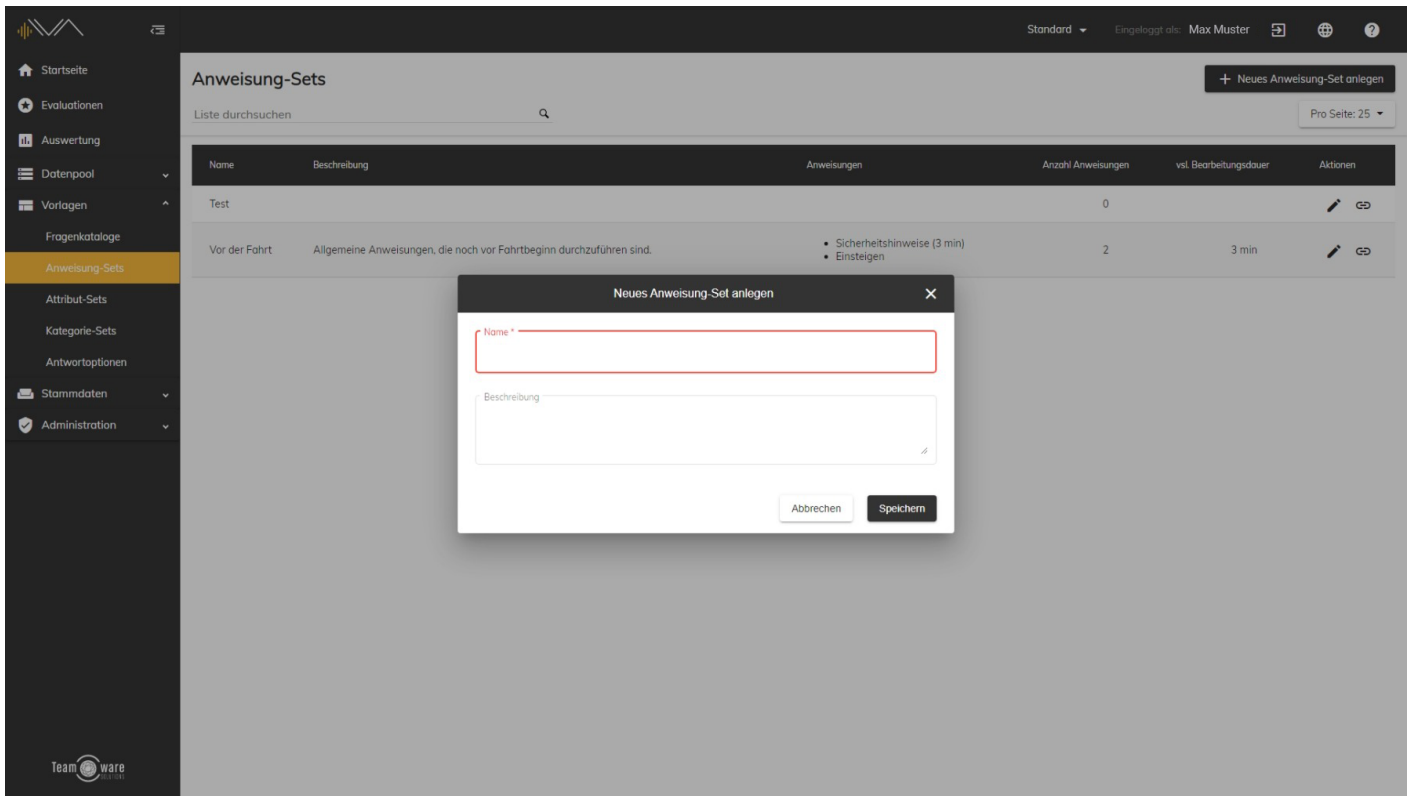 Standard
Eingeloggt als: Max Muster
Startseite
Evaluationen
Auswertung
Datenpool
Vorlagen
Fragenkataloge
Anweisung-Sets
Attribut-Sets
Kategorie-Sets
Antwortoptionen
Stammdaten
Administration
Teamware
SOLUTIONS
Anweisung-Sets
+ Neues Anweisung-Set anlegen
Liste durchsuchen
Pro Seite: 25
Name Beschreibung Anweisungen Anzahl Anweisungen vsl. Bearbeitungsdauer Aktionen
Test 0
Vor der Fahrt Allgemeine Anweisungen, die noch vor Fahrtbeginn durchzuführen sind. • Sicherheitshinweise (3 min) 2 3 min
• Einsteigen
Neues Anweisung-Set anlegen
Name *
Beschreibung
Abbrechen Speichern